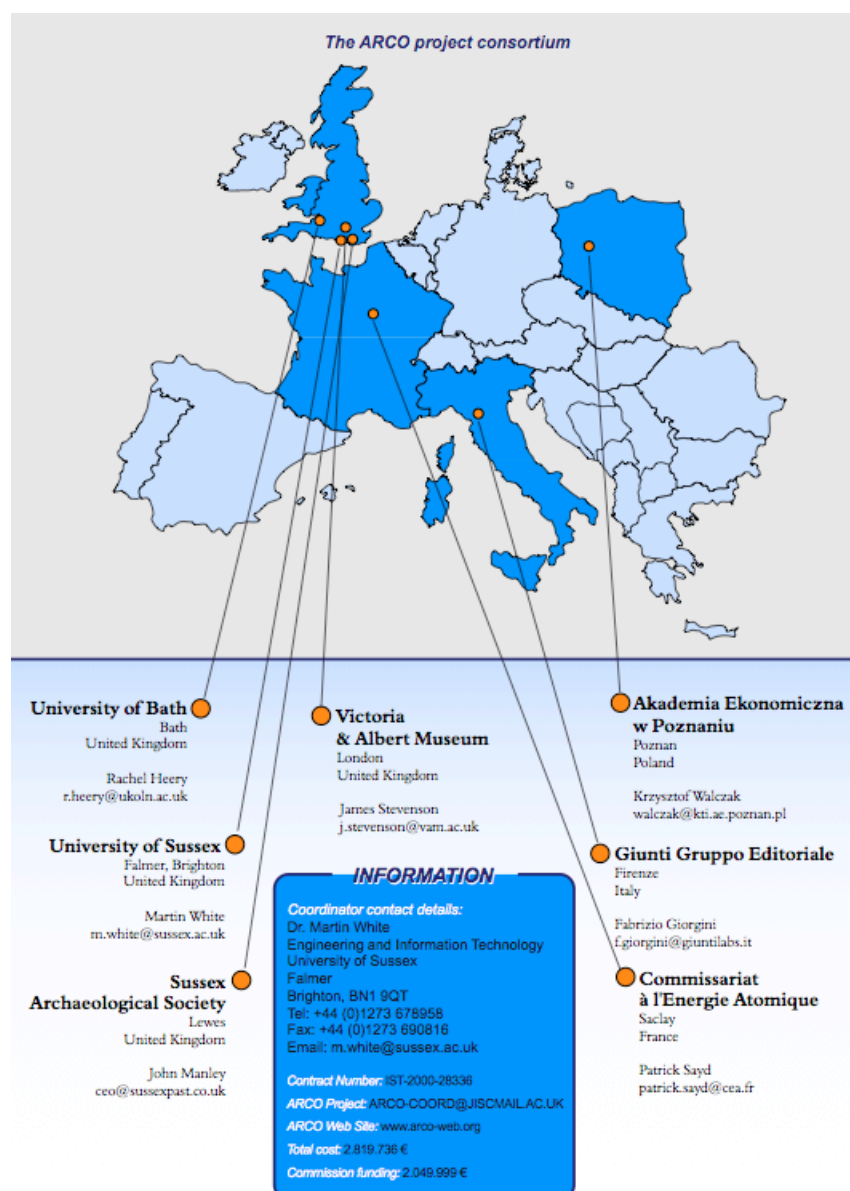 The ARCO project consortium
University of Bath
Bath
United Kingdom
Rachel Heery
r.heery@ukoln.ac.uk
University of Sussex
Falmer, Brighton
United Kingdom
Martin White
m.white@sussex.ac.uk
Sussex
Archaeological Society
Lewes
United Kingdom
John Manley
ceo@sussexpast.co.uk
Victoria
& Albert Museum
London
United Kingdom
James Stevenson
j.stevenson@vam.ac.uk
INFORMATION
Coordinator contact details:
Dr. Martin White
Engineering and Information Technology
University of Sussex
Falmer
Brighton, BN1 9QT
Tel: +44 (0)1273 678958
Fax: +44 (0)1273 690816
Email: m.white@sussex.ac.uk
Contract Number: IST-2000-28336
ARCO Project: ARCO-COORD@JISCMAIL.AC.UK
ARCO Web Site: www.arco-web.org
Total cost: 2.819.736 €
Commission funding: 2.049.999 €
Akademia Ekonomiczna
w Poznaniu
Poznan
Poland
Krzysztof Walczak
walczak@kti.ae.poznan.pl
Giunti Gruppo Editoriale
Firenze
Italy
Fabrizio Giorgini
f.giorgini@giuntilabs.it
Commissariat
à l'Energie Atomique
Saclay
France
Patrick Sayd
patrick.sayd@cea.fr